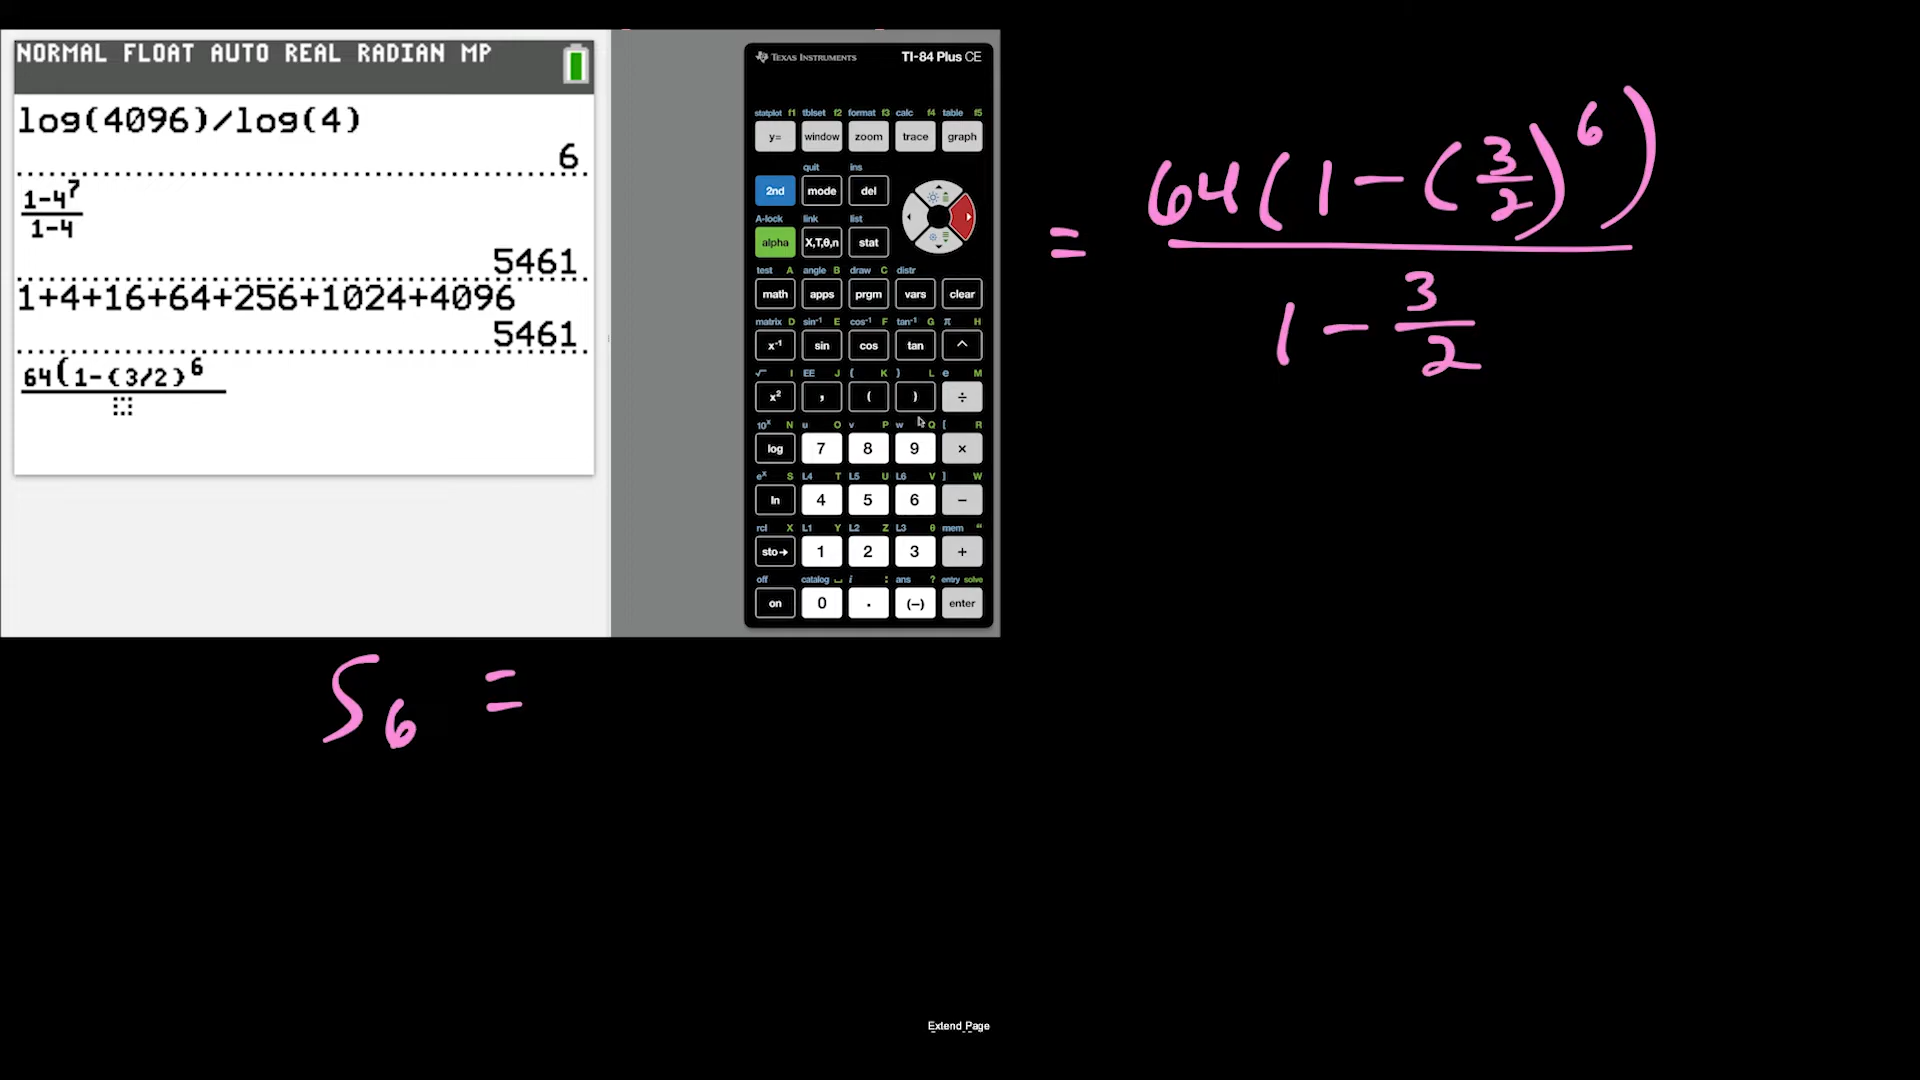 NORMAL FLOAT AUTO REAL RADIAN MP
log(4096)/log(4)
6
1-4^7
1-4
5461
1+4+16+64+256+1024+4096
5461
64(1-(3/2)^6
TEXAS INSTRUMENTS TI-84 Plus CE
statplot f1 tblset f2 format f3 calc f4 table f5
y= window zoom trace graph
quit ins
2nd mode del
A-lock link list
alpha X,T,θ,n stat
test A angle B draw C distr
math apps prgm vars clear
matrix D sin⁻¹ E cos⁻¹ F tan⁻¹ G π H
x⁻¹ sin cos tan ^
√ I EE J { K } L e M
x² , ( ) ÷
10ˣ N u O v P w Q [ R
log 7 8 9 ×
eˣ S L4 T L5 U L6 V ] W
ln 4 5 6 −
rcl X L1 Y L2 Z L3 θ mem "
sto→ 1 2 3 +
off catalog ␣ i : ans ? entry solve
on 0 . (−) enter
= 64(1-(3/2)^6)
1 - 3/2
S₆ =
Extend Page